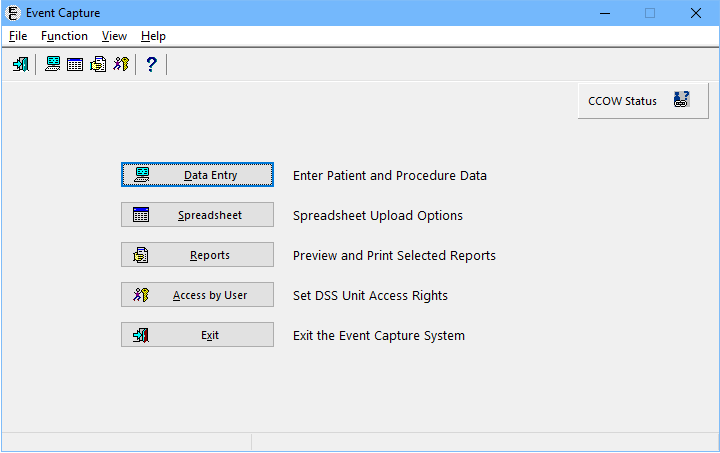 Event Capture
File Function View Help
?
CCOW Status
Data Entry Enter Patient and Procedure Data
Spreadsheet Spreadsheet Upload Options
Reports Preview and Print Selected Reports
Access by User Set DSS Unit Access Rights
Exit Exit the Event Capture System